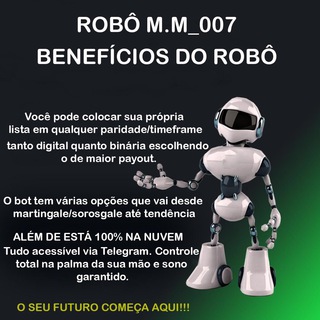 ROBÔ M.M_007
BENEFÍCIOS DO ROBÔ
Você pode colocar sua própria
lista em qualquer paridade/timeframe
tanto digital quanto binária escolhendo
o de maior payout.
O bot tem várias opções que vai desde
martingale/sorosgale até tendência
ALÉM DE ESTÁ 100% NA NUVEM
Tudo acessível via Telegram. Controle
total na palma da sua mão e sono
garantido.
O SEU FUTURO COMEÇA AQUI!!!